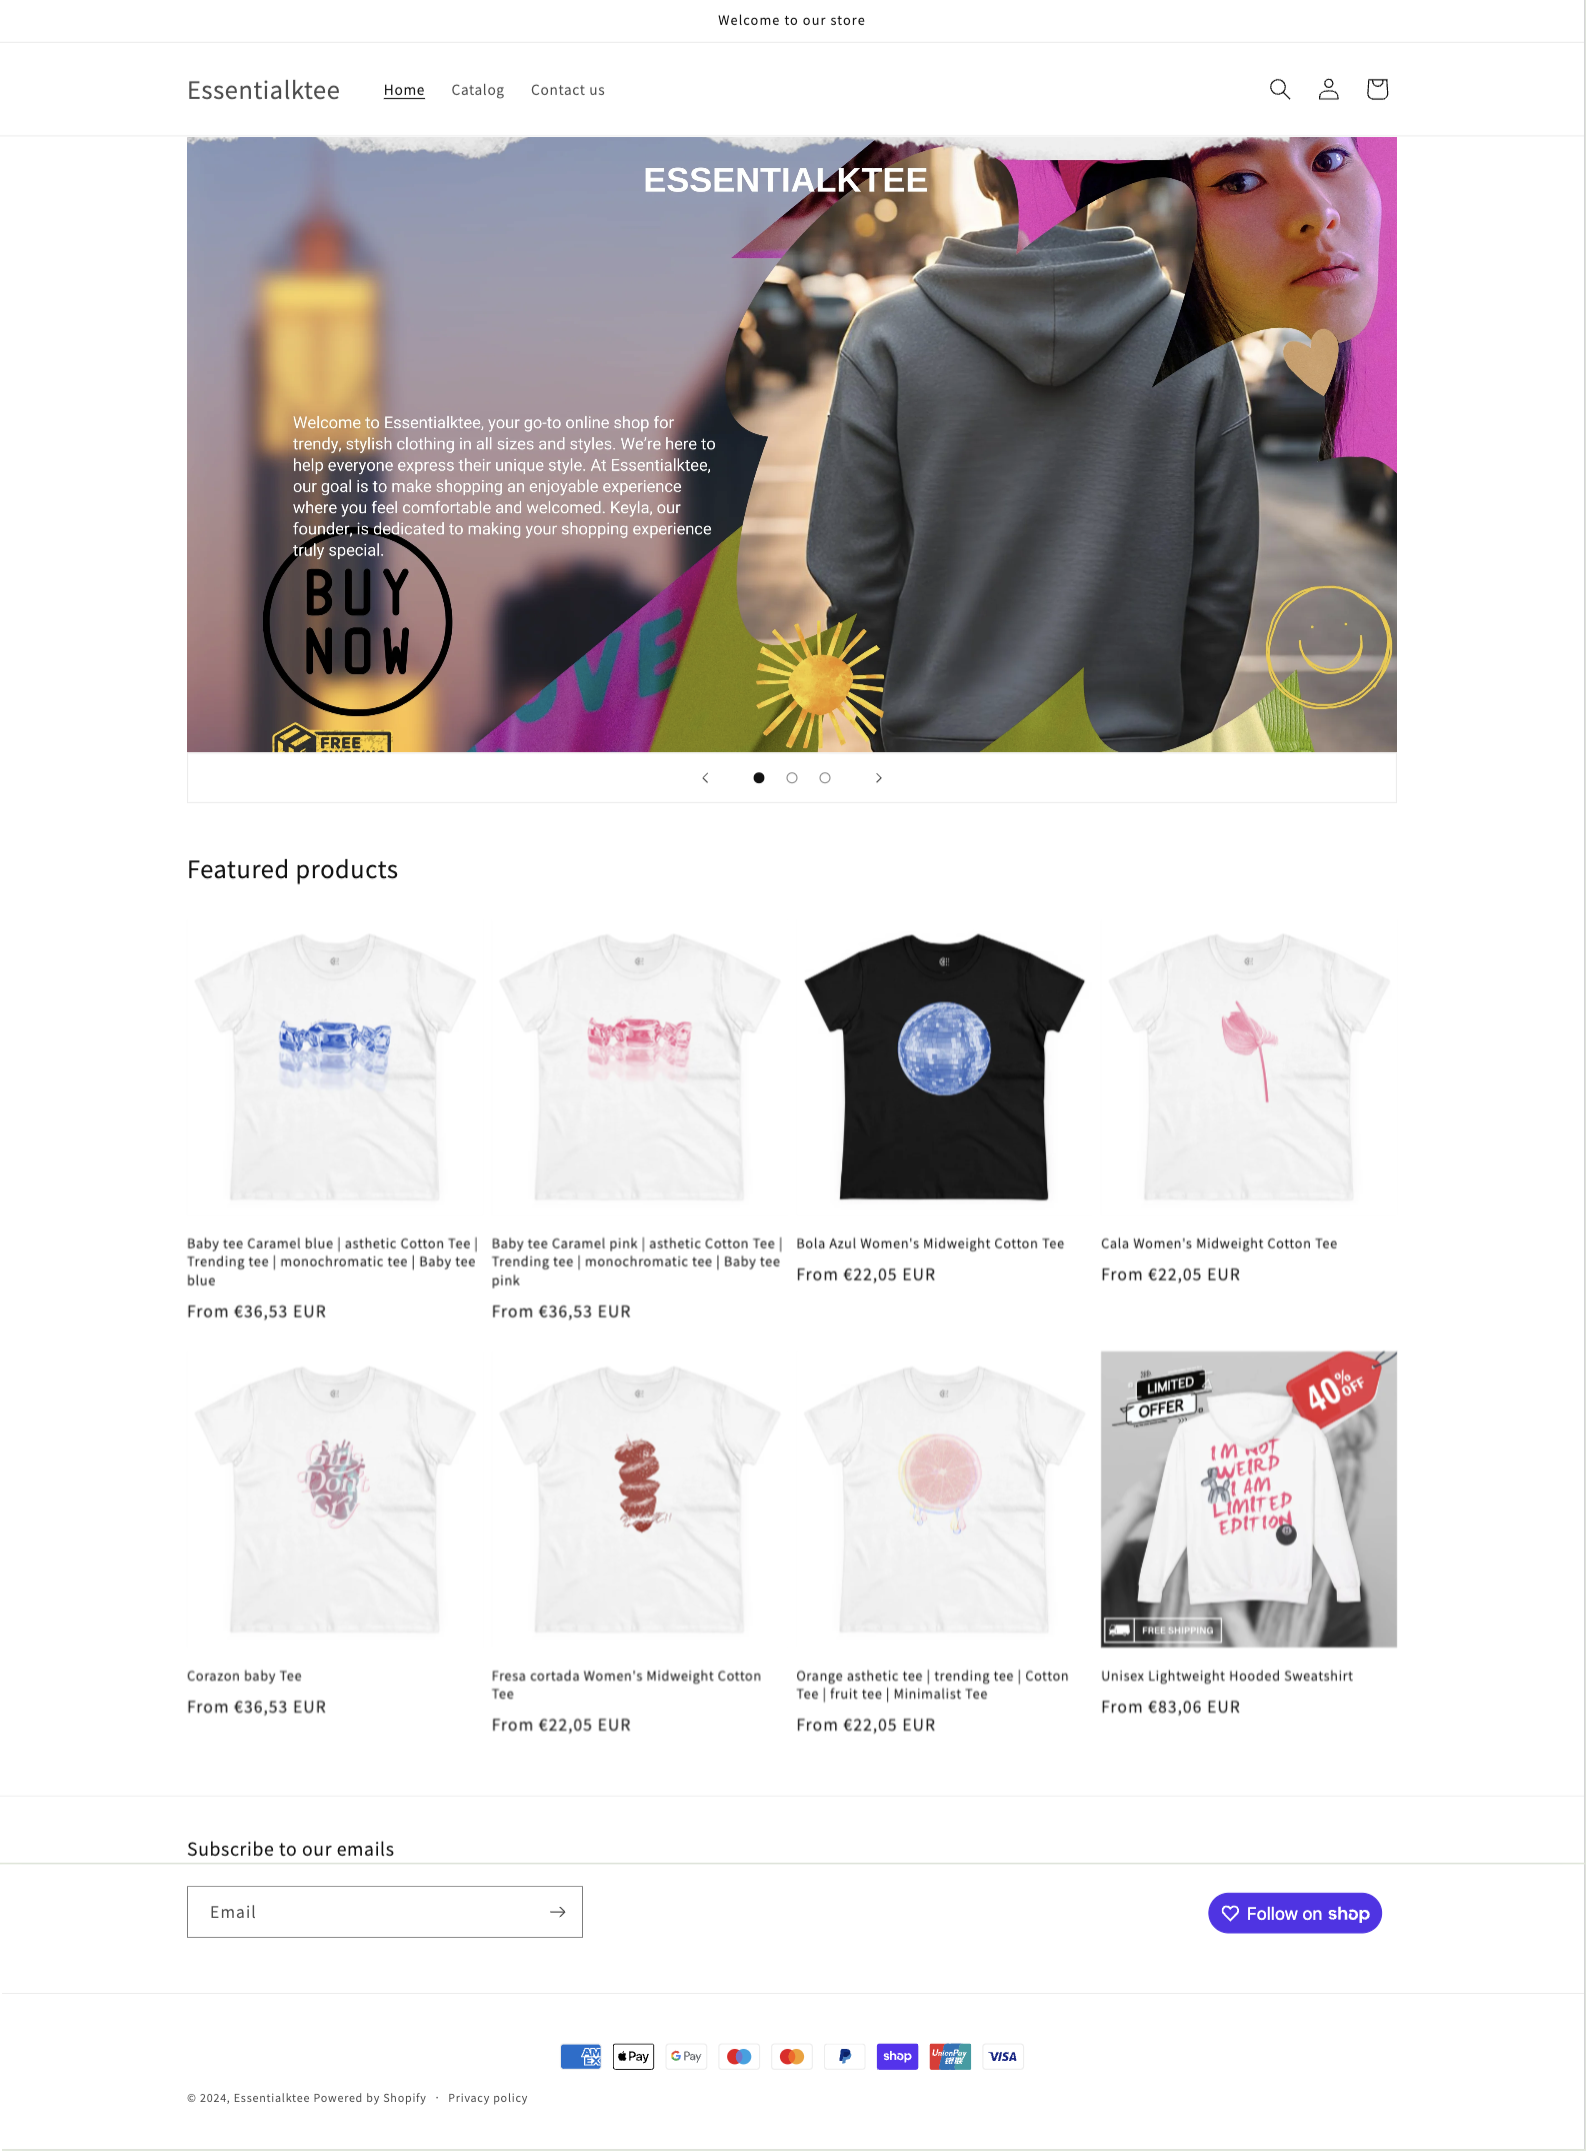 Welcome to our store
Essentialktee
Home
Catalog
Contact us
ESSENTIALKTEE
Welcome to Essentialktee, your go-to online shop for
trendy, stylish clothing in all sizes and styles. We're here to
help everyone express their unique style. At Essentialktee,
our goal is to make shopping an enjoyable experience
where you feel comfortable and welcomed. Keyla, our
founder, is dedicated to making your shopping experience
truly special.
BUY
NOW
FREE
Featured products
Baby tee Caramel blue | asthetic Cotton Tee |
Trending tee | monochromatic tee | Baby tee
blue
From €36,53 EUR
Baby tee Caramel pink | asthetic Cotton Tee |
Trending tee | monochromatic tee | Baby tee
pink
From €36,53 EUR
Bola Azul Women's Midweight Cotton Tee
From €22,05 EUR
Cala Women's Midweight Cotton Tee
From €22,05 EUR
Girls
Don't
Cry
LIMITED
OFFER
40%
OFF
I'M NOT
WEIRD
I AM
LIMITED
EDITION
FREE SHIPPING
Corazon baby Tee
From €36,53 EUR
Fresa cortada Women's Midweight Cotton
Tee
From €22,05 EUR
Orange asthetic tee | trending tee | Cotton
Tee | fruit tee | Minimalist Tee
From €22,05 EUR
Unisex Lightweight Hooded Sweatshirt
From €83,06 EUR
Subscribe to our emails
Email
Follow on shop
AM
EX
Pay
G Pay
shop
UnionPay
银联
VISA
© 2024, Essentialktee Powered by Shopify · Privacy policy